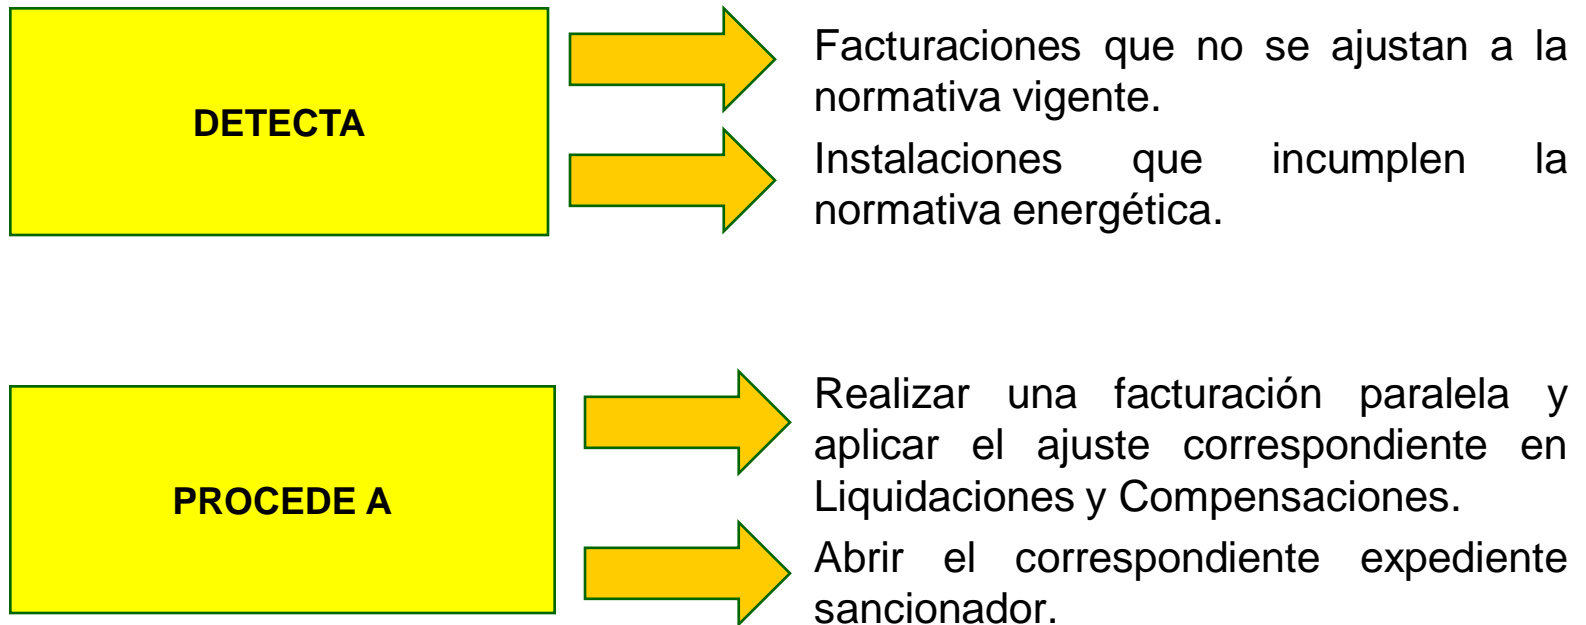 DETECTA
Facturaciones que no se ajustan a la
normativa vigente.
Instalaciones que incumplen la
normativa energética.
PROCEDE A
Realizar una facturación paralela y
aplicar el ajuste correspondiente en
Liquidaciones y Compensaciones.
Abrir el correspondiente expediente
sancionador.